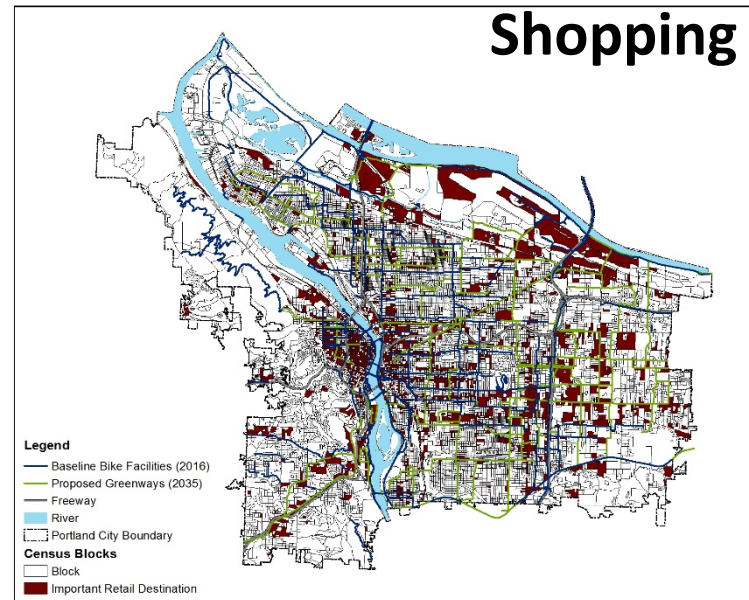 Shopping
Legend
Baseline Bike Facilities (2016)
Proposed Greenways (2035)
Freeway
River
Portland City Boundary
Census Blocks
Block
Important Retail Destination